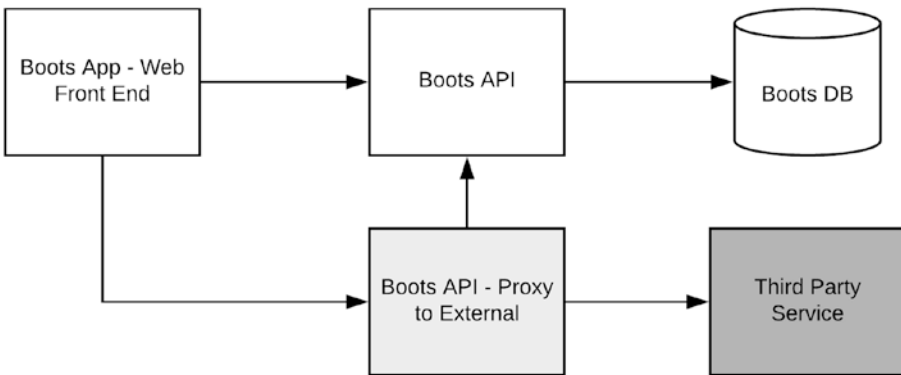 Boots App - Web
Front End
Boots API
Boots DB
Boots API - Proxy
to External
Third Party
Service